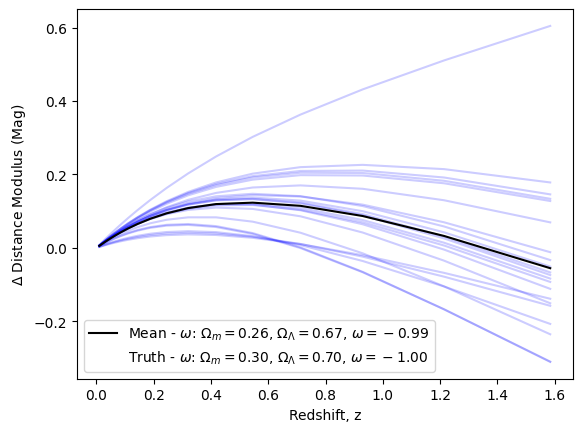 0.6
0.4
0.2
0.0
−0.2
Δ Distance Modulus (Mag)
Mean - ω: Ωm = 0.26, ΩΛ = 0.67, ω = −0.99
Truth - ω: Ωm = 0.30, ΩΛ = 0.70, ω = −1.00
0.0 0.2 0.4 0.6 0.8 1.0 1.2 1.4 1.6
Redshift, z